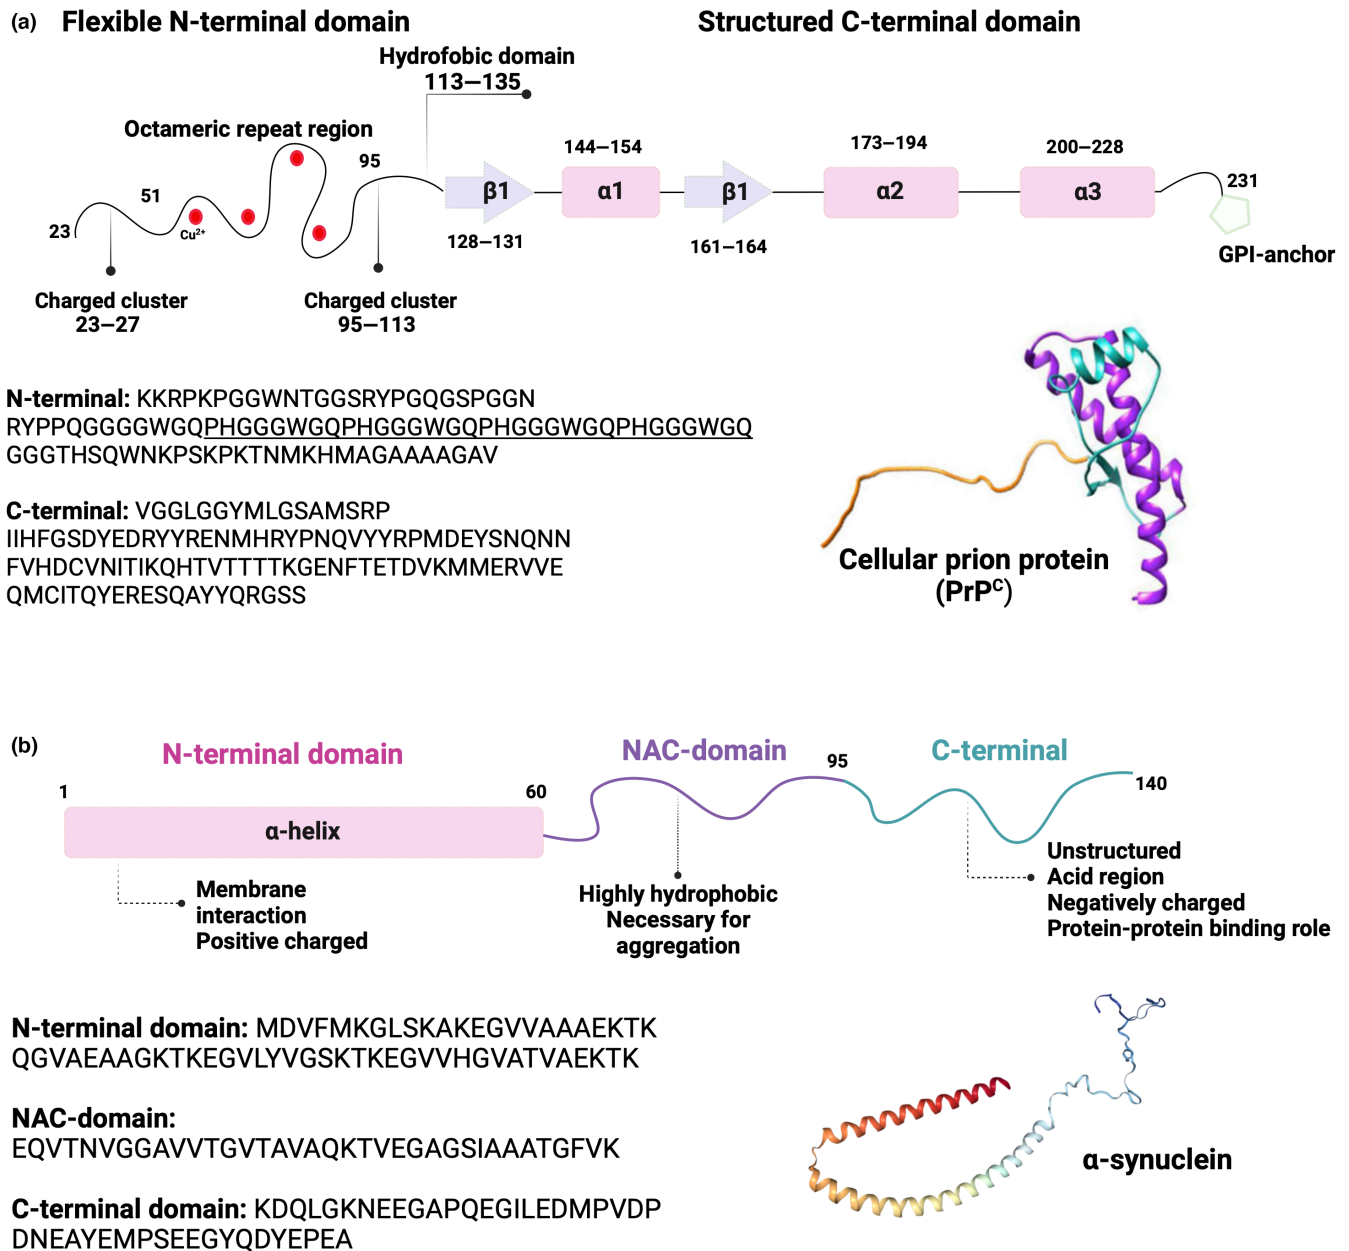 (a) Flexible N-terminal domain
Structured C-terminal domain
Hydrofobic domain
113–135
Octameric repeat region
23
51
Cu2+
95
β1
128–131
144–154
α1
β1
161–164
173–194
α2
200–228
α3
231
GPI-anchor
Charged cluster
23–27
Charged cluster
95–113
N-terminal: KKRPKPGGWNTGGSRYPGQGSPGGN
RYPPQGGGGWGQPHGGGWGQPHGGGWGQPHGGGWGQPHGGGWGQ
GGGTHSQWNKPSKPKTNMKHMAGAAAAGAV
C-terminal: VGGLGGYMLGSAMSRP
IIHFGSDYEDRYYRENMHRYPNQVYYRPMDEYSNQNN
FVHDCVNITIKQHTVTTTTKGENFTETDVKMMERVVE
QMCITQYERESQAYYQRGSS
Cellular prion protein
(PrPC)
(b)
N-terminal domain
NAC-domain
C-terminal
1
60
95
140
α-helix
Membrane
interaction
Positive charged
Highly hydrophobic
Necessary for
aggregation
Unstructured
Acid region
Negatively charged
Protein-protein binding role
N-terminal domain: MDVFMKGLSKAKEGVVAAAEKTK
QGVAEAAGKTKEGVLYVGSKTKEGVVHGVATVAEKTK
NAC-domain:
EQVTNVGGAVVTGVTAVAQKTVEGAGSIAAATGFVK
C-terminal domain: KDQLGKNEEGAPQEGILEDMPVDP
DNEAYEMPSEEGYQDYEPEA
α-synuclein